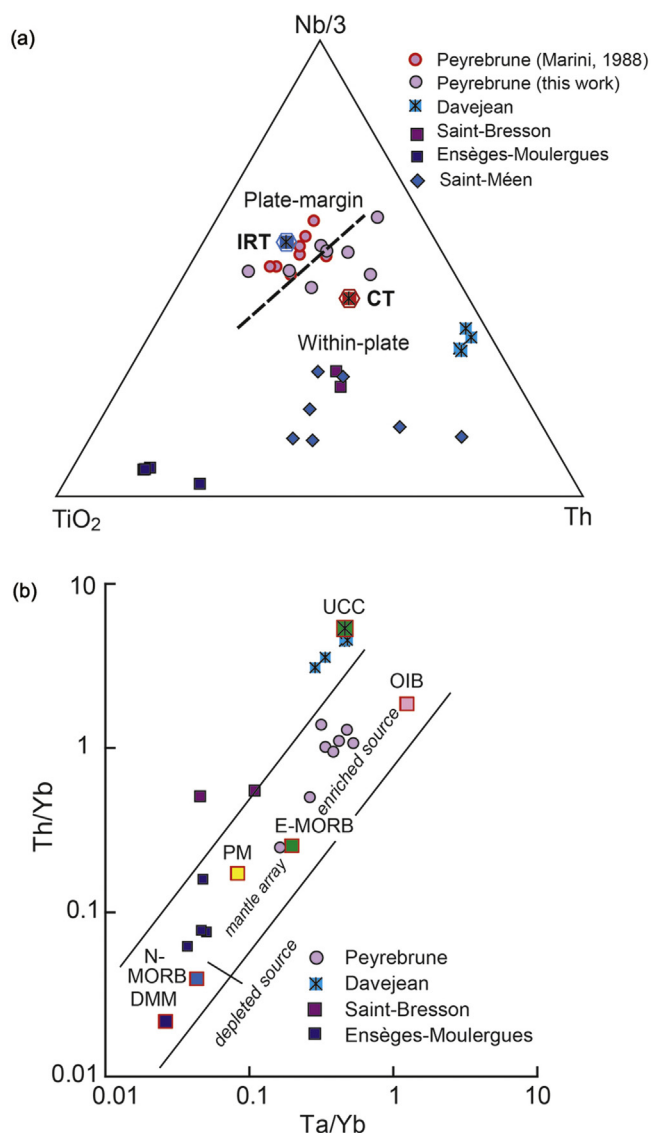 (a)
Nb/3
Peyrebrune (Marini, 1988)
Peyrebrune (this work)
Davejean
Saint-Bresson
Ensèges-Moulergues
Saint-Méen
Plate-margin
IRT
CT
Within-plate
TiO₂
Th
(b)
10
UCC
OIB
1
enriched source
E-MORB
PM
mantle array
0.1
N-
MORB
DMM
depleted source
Peyrebrune
Davejean
Saint-Bresson
Ensèges-Moulergues
0.01
0.01
0.1
1
10
Th/Yb
Ta/Yb